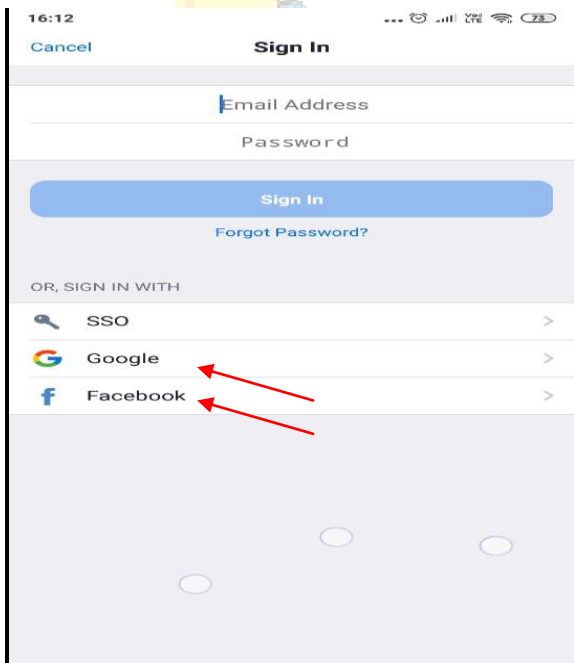 16:12
73
Cancel
Sign In
Email Address
Password
Sign In
Forgot Password?
OR, SIGN IN WITH
SSO
Google
Facebook